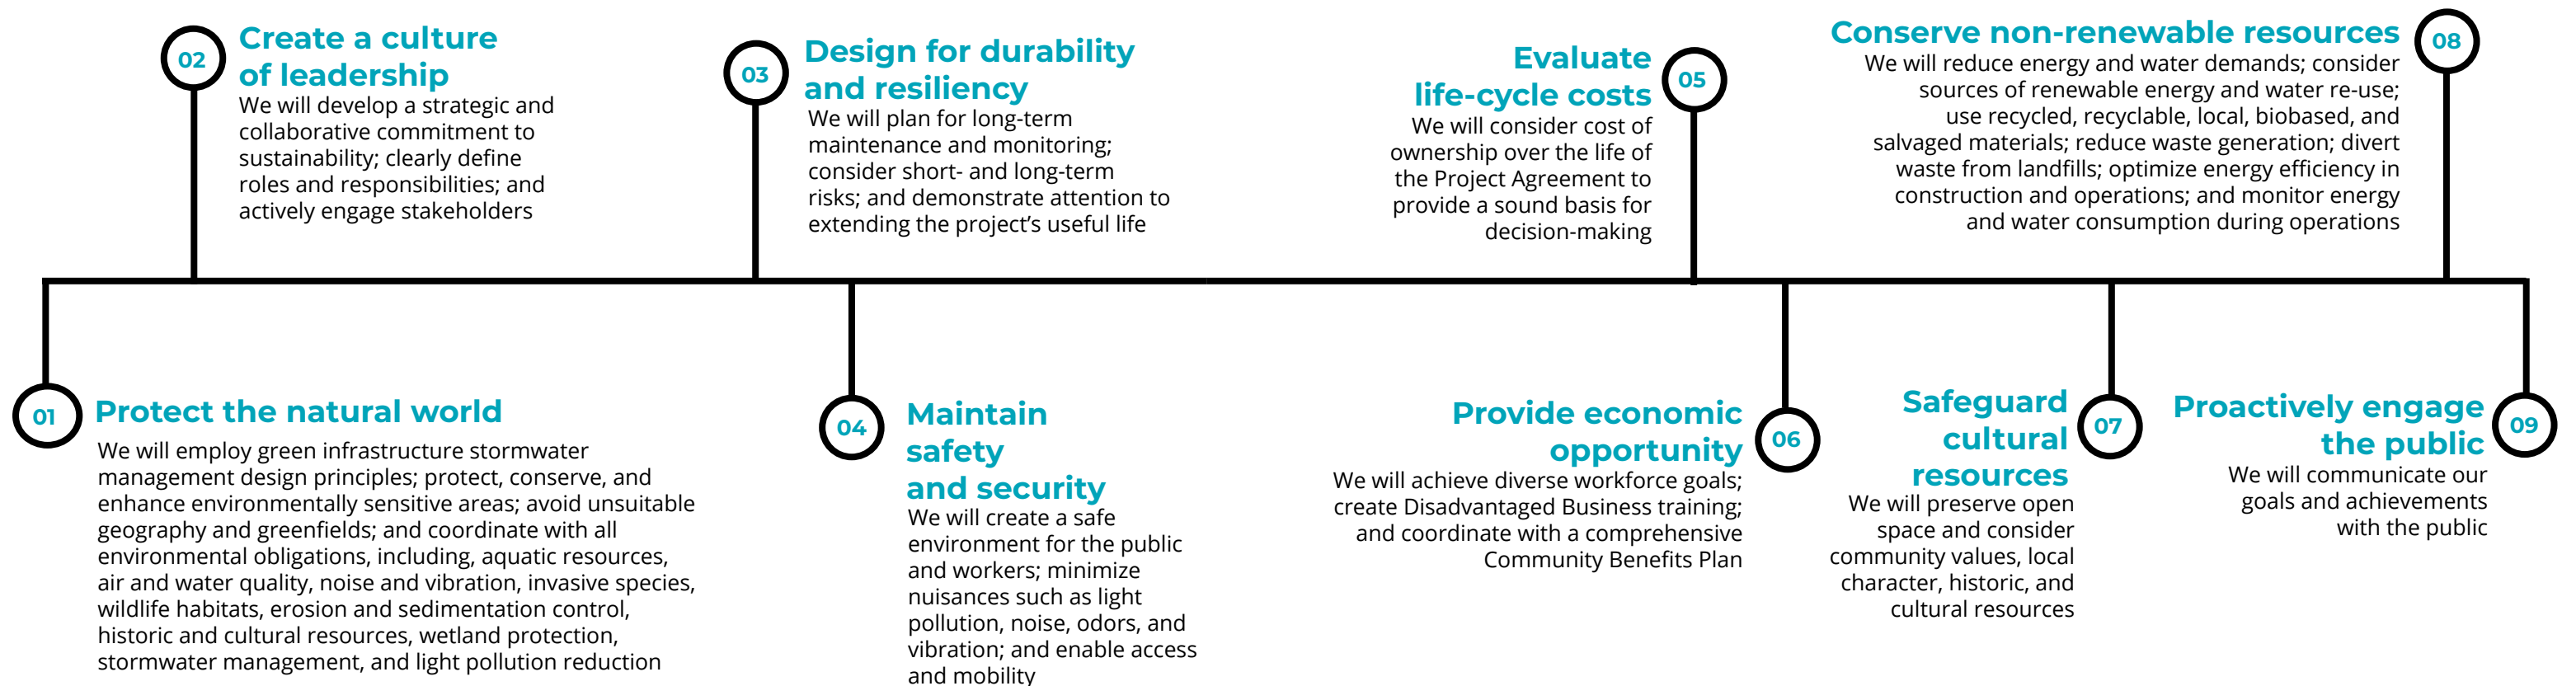 02
Create a culture
of leadership
We will develop a strategic and
collaborative commitment to
sustainability; clearly define
roles and responsibilities; and
actively engage stakeholders
03
Design for durability
and resiliency
We will plan for long-term
maintenance and monitoring;
consider short- and long-term
risks; and demonstrate attention to
extending the project’s useful life
Evaluate
life-cycle costs
05
We will consider cost of
ownership over the life of
the Project Agreement to
provide a sound basis for
decision-making
Conserve non-renewable resources
08
We will reduce energy and water demands; consider
sources of renewable energy and water re-use;
use recycled, recyclable, local, biobased, and
salvaged materials; reduce waste generation; divert
waste from landfills; optimize energy efficiency in
construction and operations; and monitor energy
and water consumption during operations
01
Protect the natural world
We will employ green infrastructure stormwater
management design principles; protect, conserve, and
enhance environmentally sensitive areas; avoid unsuitable
geography and greenfields; and coordinate with all
environmental obligations, including, aquatic resources,
air and water quality, noise and vibration, invasive species,
wildlife habitats, erosion and sedimentation control,
historic and cultural resources, wetland protection,
stormwater management, and light pollution reduction
04
Maintain
safety
and security
We will create a safe
environment for the public
and workers; minimize
nuisances such as light
pollution, noise, odors, and
vibration; and enable access
and mobility
Provide economic
opportunity
06
We will achieve diverse workforce goals;
create Disadvantaged Business training;
and coordinate with a comprehensive
Community Benefits Plan
Safeguard
cultural
resources
07
We will preserve open
space and consider
community values, local
character, historic, and
cultural resources
Proactively engage
the public
09
We will communicate our
goals and achievements
with the public